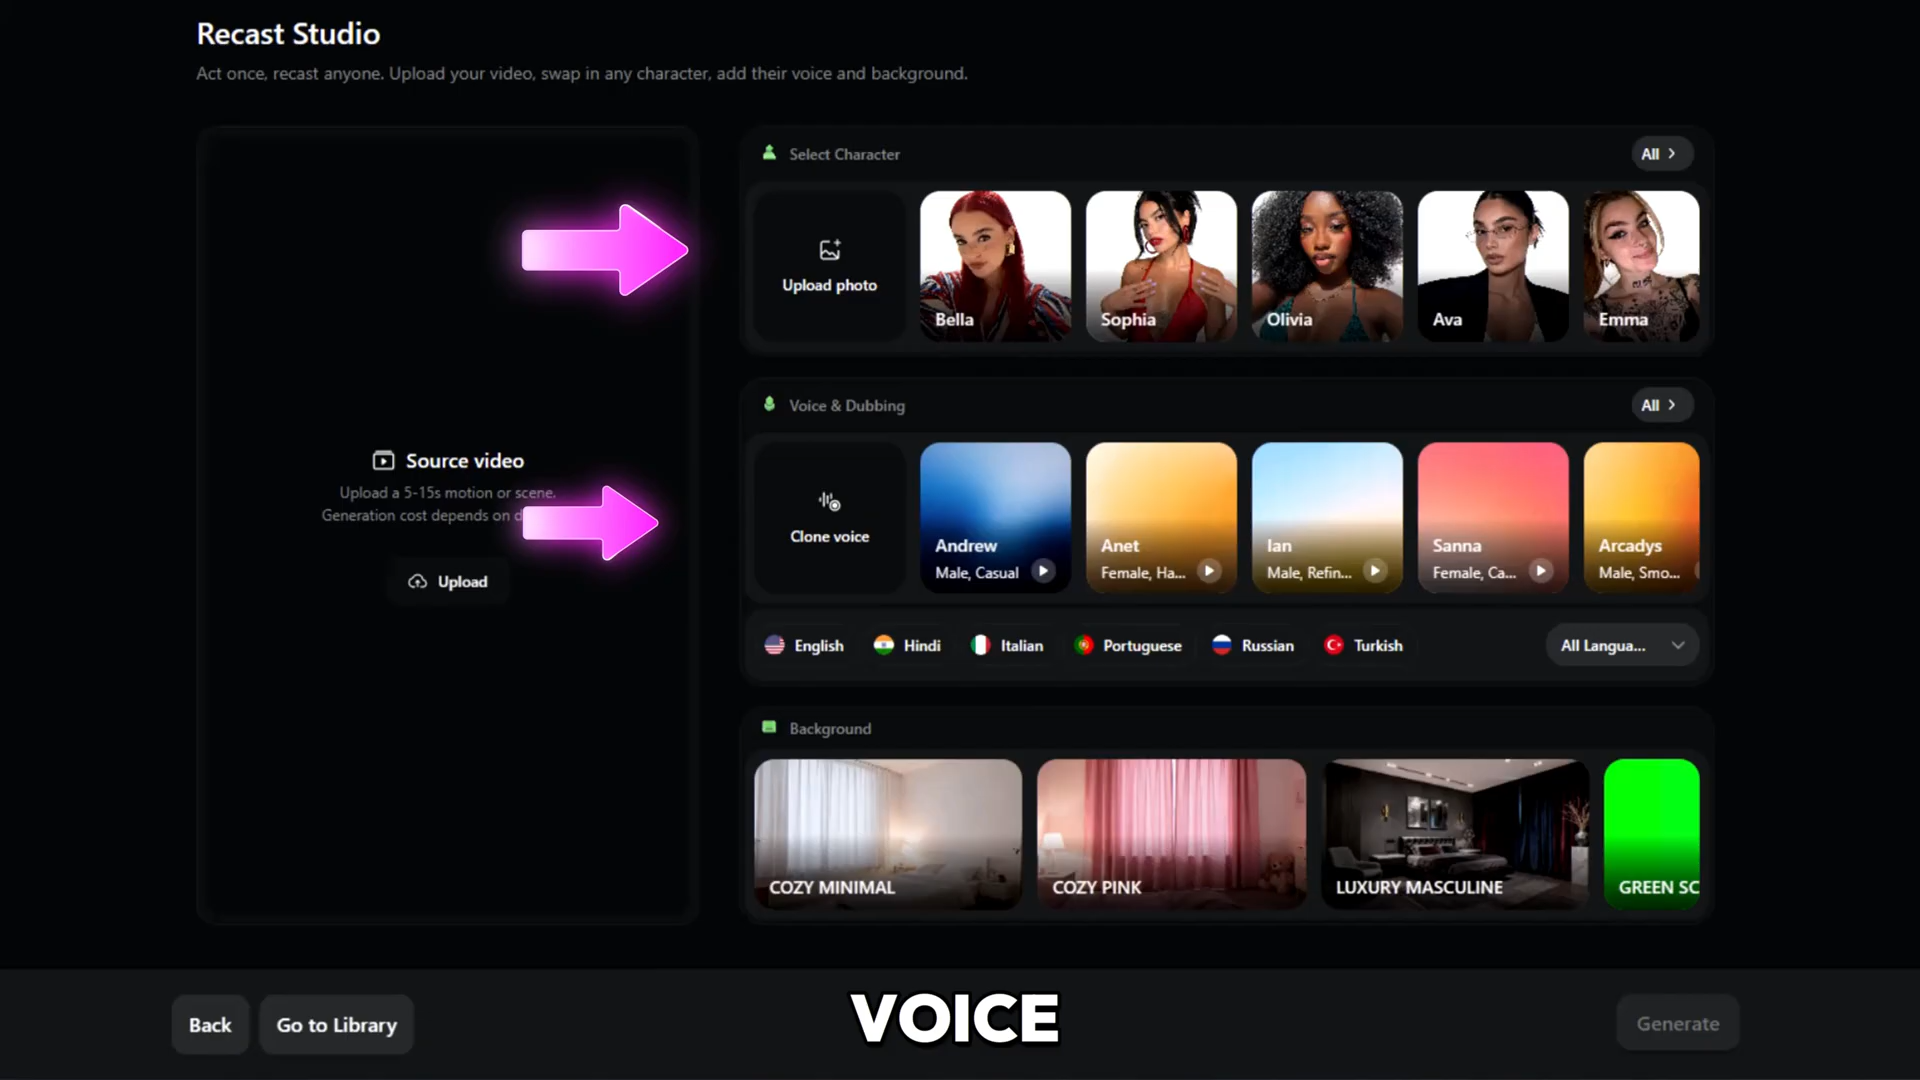 Recast Studio
Act once, recast anyone. Upload your video, swap in any character, add their voice and background.
Source video
Upload a 5-15s motion or scene.
Generation cost depends on
Upload
Select Character
All
Upload photo
Bella
Sophia
Olivia
Ava
Emma
Voice & Dubbing
All
Clone voice
Andrew
Male, Casual
Anet
Female, Ha...
Ian
Male, Refin...
Sanna
Female, Ca...
Arcadys
Male, Smo...
English
Hindi
Italian
Portuguese
Russian
Turkish
All Langua...
Background
COZY MINIMAL
COZY PINK
LUXURY MASCULINE
GREEN SC
Back
Go to Library
VOICE
Generate